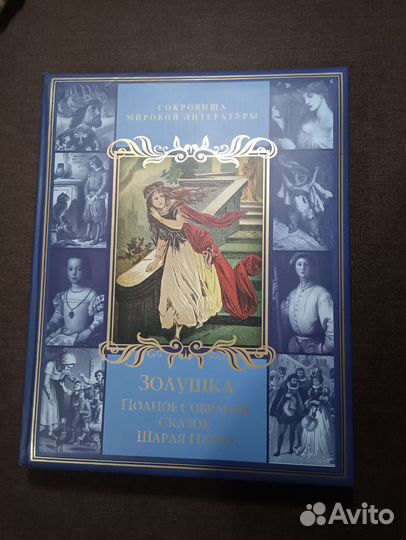 СОКРОВИЩА
МИРОВОЙ ЛИТЕРАТУРЫ
ЗОЛУШКА
ПОЛНОЕ СОБРАНИЕ
СКАЗОК
ШАРЛЯ ПЕРРО
Avito